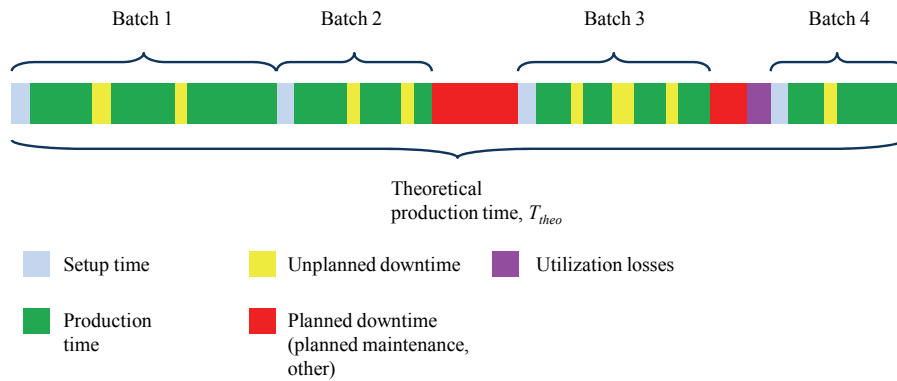 Batch 1
Batch 2
Batch 3
Batch 4
Theoretical
production time, T_theo
Setup time
Unplanned downtime
Utilization losses
Production
time
Planned downtime
(planned maintenance,
other)